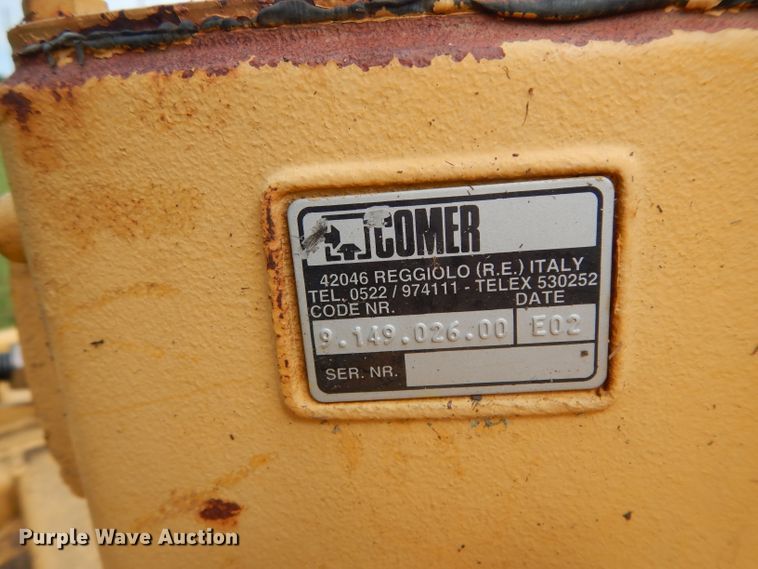 COMER
42046 REGGIOLO (R.E.) ITALY
TEL. 0522 / 974111 - TELEX 530252
CODE NR. DATE
9.149.026.00 E02
SER. NR.
Purple Wave Auction